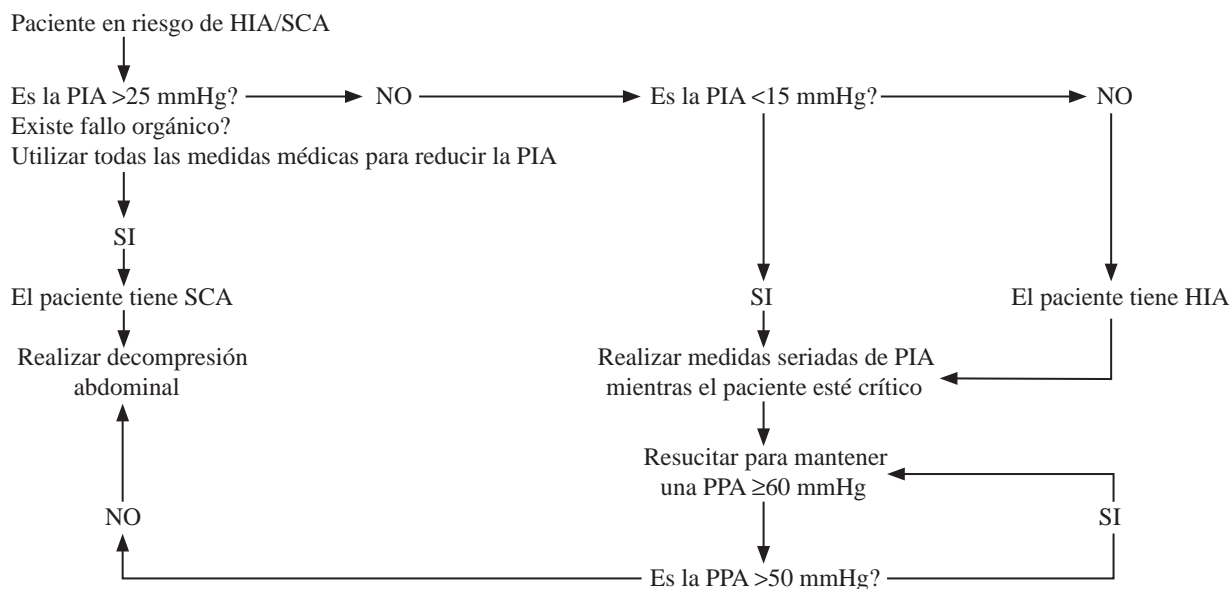 Paciente en riesgo de HIA/SCA
Es la PIA >25 mmHg?
NO
Es la PIA <15 mmHg?
NO
Existe fallo orgánico?
Utilizar todas las medidas médicas para reducir la PIA
SI
El paciente tiene SCA
SI
El paciente tiene HIA
Realizar decompresión
abdominal
Realizar medidas seriadas de PIA
mientras el paciente esté crítico
Resucitar para mantener
una PPA ≥60 mmHg
NO
SI
Es la PPA >50 mmHg?